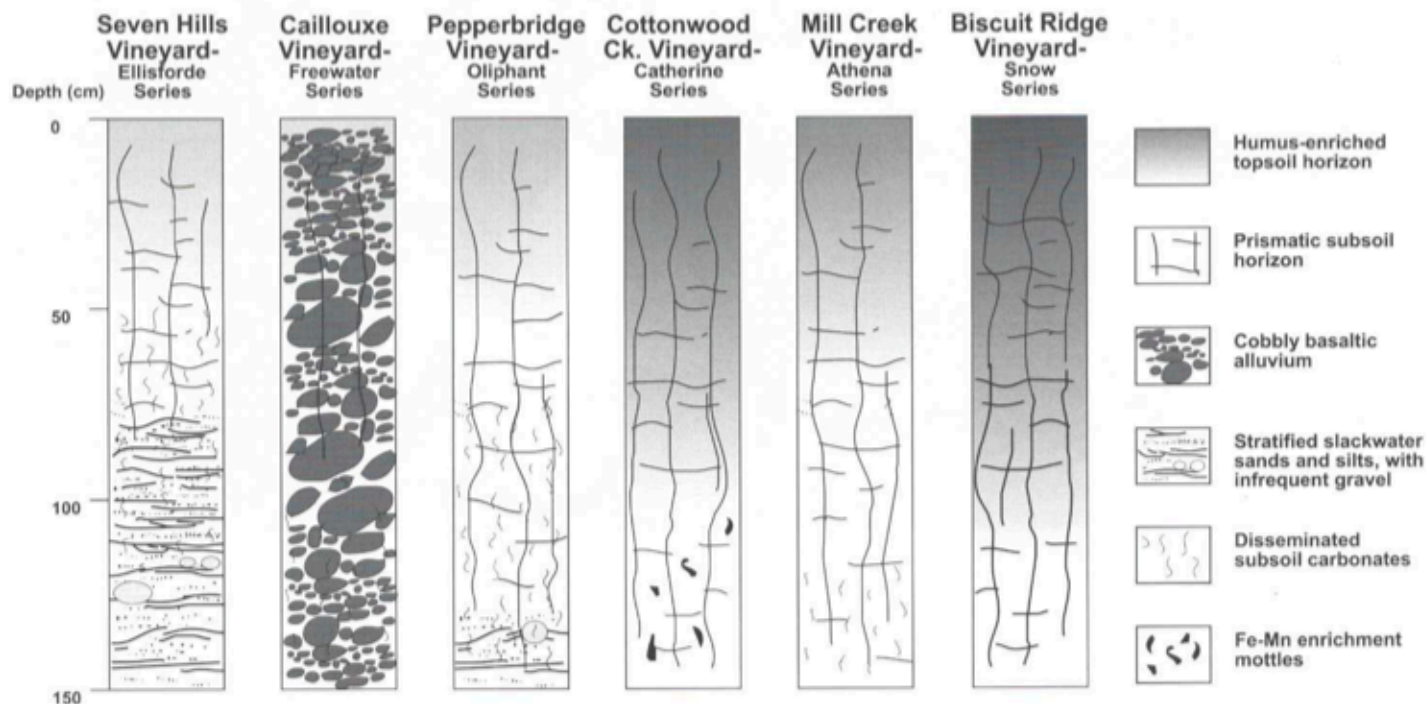 Seven Hills
Vineyard-
Ellisforde
Series
Caillouxe
Vineyard-
Freewater
Series
Pepperbridge
Vineyard-
Oliphant
Series
Cottonwood
Ck. Vineyard-
Catherine
Series
Mill Creek
Vineyard-
Athena
Series
Biscuit Ridge
Vineyard-
Snow
Series
Depth (cm)
0
50
100
150
Humus-enriched
topsoil horizon
Prismatic subsoil
horizon
Cobbly basaltic
alluvium
Stratified slackwater
sands and silts, with
infrequent gravel
Disseminated
subsoil carbonates
Fe-Mn enrichment
mottles